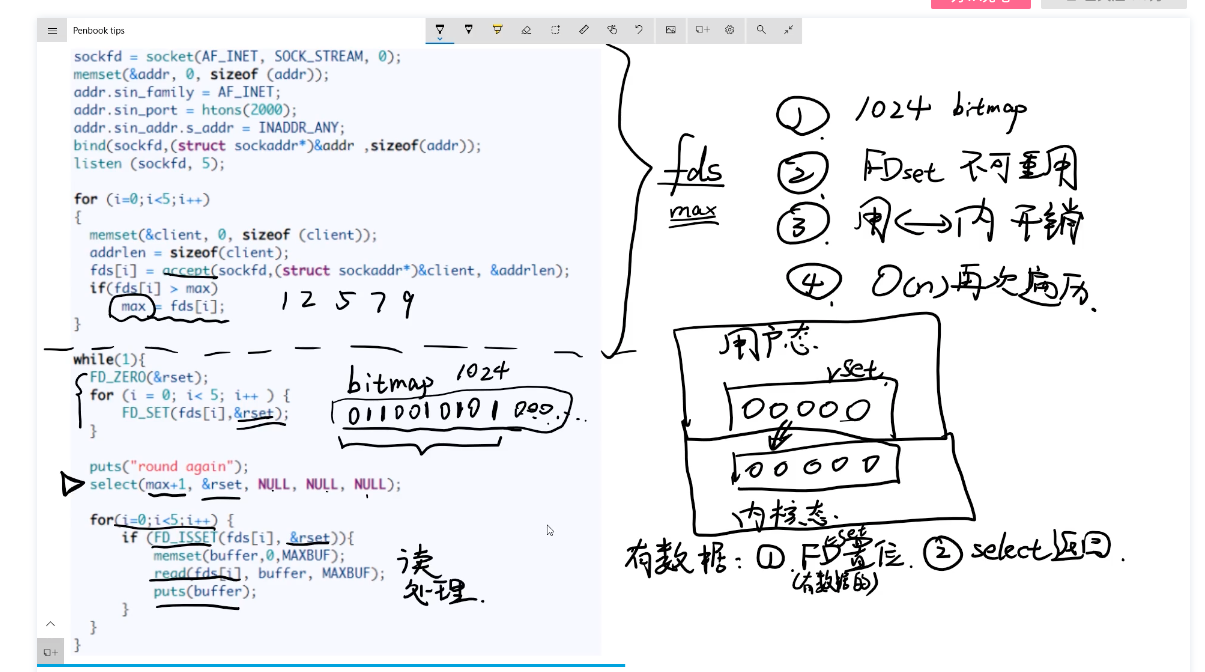 Penbook tips
sockfd = socket(AF_INET, SOCK_STREAM, 0);
memset(&addr, 0, sizeof (addr));
addr.sin_family = AF_INET;
addr.sin_port = htons(2000);
addr.sin_addr.s_addr = INADDR_ANY;
bind(sockfd,(struct sockaddr*)&addr ,sizeof(addr));
listen (sockfd, 5);
for (i=0;i<5;i++)
{
memset(&client, 0, sizeof (client));
addrlen = sizeof(client);
fds[i] = accept(sockfd,(struct sockaddr*)&client, &addrlen);
if(fds[i] > max)
max = fds[i];
}
1 2 5 7 9
while(1){
FD_ZERO(&rset);
for (i = 0; i< 5; i++ ) {
FD_SET(fds[i],&rset);
}
bitmap 1024
0110010101 000...
puts("round again");
select(max+1, &rset, NULL, NULL, NULL);
for(i=0;i<5;i++) {
if (FD_ISSET(fds[i], &rset)){
memset(buffer,0,MAXBUF);
read(fds[i], buffer, MAXBUF);
puts(buffer);
}
}
}
读
处理.
fds
max
① 1024 bitmap
② FDset 不可重用
③ 用<->内 开销
④ O(n)再次遍历.
用户态.
rset.
00000
00000
内核态.
rset
有数据: ① FD置位. ② select返回.
(有数据的)